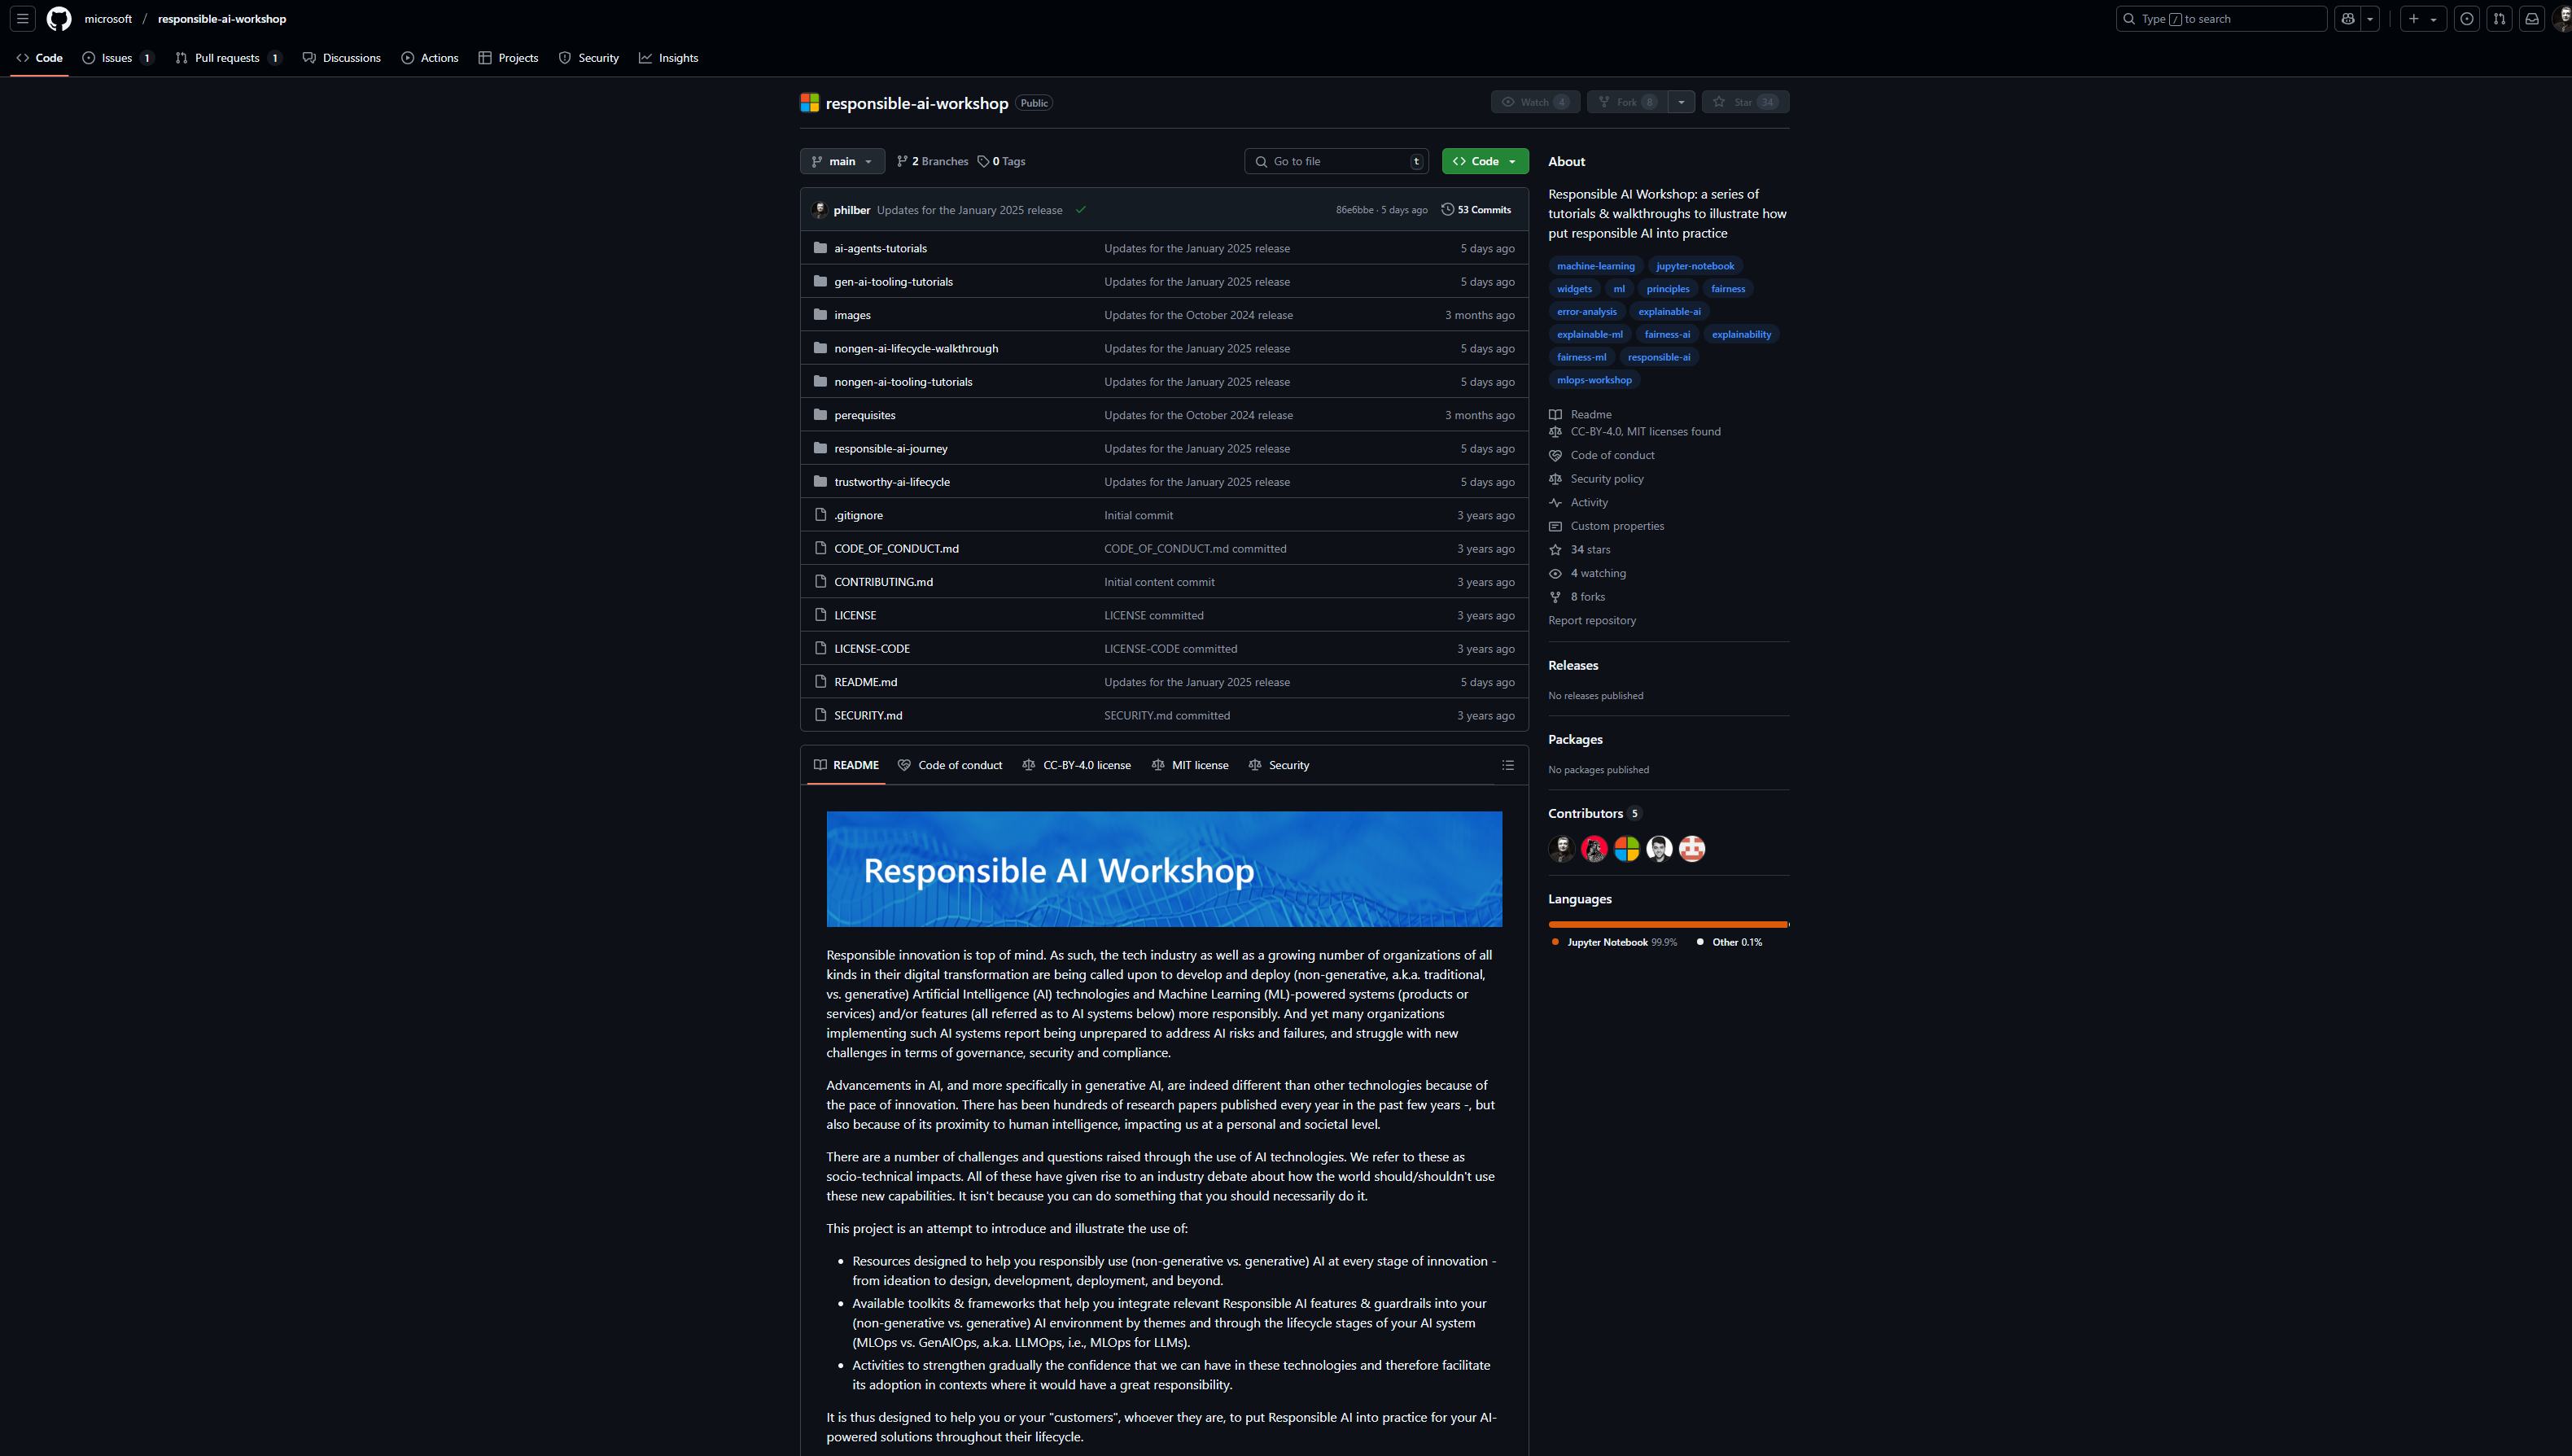 microsoft / responsible-ai-workshop
Type / to search
Code
Issues 1
Pull requests 1
Discussions
Actions
Projects
Security
Insights
responsible-ai-workshop Public
Watch 4
Fork 8
Star 34
main
2 Branches
0 Tags
Go to file t
Code
philber Updates for the January 2025 release 86e6bbe · 5 days ago 53 Commits
ai-agents-tutorials Updates for the January 2025 release 5 days ago
gen-ai-tooling-tutorials Updates for the January 2025 release 5 days ago
images Updates for the October 2024 release 3 months ago
nongen-ai-lifecycle-walkthrough Updates for the January 2025 release 5 days ago
nongen-ai-tooling-tutorials Updates for the January 2025 release 5 days ago
perequisites Updates for the October 2024 release 3 months ago
responsible-ai-journey Updates for the January 2025 release 5 days ago
trustworthy-ai-lifecycle Updates for the January 2025 release 5 days ago
.gitignore Initial commit 3 years ago
CODE_OF_CONDUCT.md CODE_OF_CONDUCT.md committed 3 years ago
CONTRIBUTING.md Initial content commit 3 years ago
LICENSE LICENSE committed 3 years ago
LICENSE-CODE LICENSE-CODE committed 3 years ago
README.md Updates for the January 2025 release 5 days ago
SECURITY.md SECURITY.md committed 3 years ago
README
Code of conduct
CC-BY-4.0 license
MIT license
Security
Responsible AI Workshop
Responsible innovation is top of mind. As such, the tech industry as well as a growing number of organizations of all
kinds in their digital transformation are being called upon to develop and deploy (non-generative, a.k.a. traditional,
vs. generative) Artificial Intelligence (AI) technologies and Machine Learning (ML)-powered systems (products or
services) and/or features (all referred as to AI systems below) more responsibly. And yet many organizations
implementing such AI systems report being unprepared to address AI risks and failures, and struggle with new
challenges in terms of governance, security and compliance.
Advancements in AI, and more specifically in generative AI, are indeed different than other technologies because of
the pace of innovation. There has been hundreds of research papers published every year in the past few years -, but
also because of its proximity to human intelligence, impacting us at a personal and societal level.
There are a number of challenges and questions raised through the use of AI technologies. We refer to these as
socio-technical impacts. All of these have given rise to an industry debate about how the world should/shouldn't use
these new capabilities. It isn't because you can do something that you should necessarily do it.
This project is an attempt to introduce and illustrate the use of:
• Resources designed to help you responsibly use (non-generative vs. generative) AI at every stage of innovation -
from ideation to design, development, deployment, and beyond.
• Available toolkits & frameworks that help you integrate relevant Responsible AI features & guardrails into your
(non-generative vs. generative) AI environment by themes and through the lifecycle stages of your AI system
(MLOps vs. GenAIOps, a.k.a. LLMOps, i.e., MLOps for LLMs).
• Activities to strengthen gradually the confidence that we can have in these technologies and therefore facilitate
its adoption in contexts where it would have a great responsibility.
It is thus designed to help you or your "customers", whoever they are, to put Responsible AI into practice for your AI-
powered solutions throughout their lifecycle.
About
Responsible AI Workshop: a series of
tutorials & walkthroughs to illustrate how
put responsible AI into practice
machine-learning jupyter-notebook
widgets ml principles fairness
error-analysis explainable-ai
explainable-ml fairness-ai explainability
fairness-ml responsible-ai
mlops-workshop
Readme
CC-BY-4.0, MIT licenses found
Code of conduct
Security policy
Activity
Custom properties
34 stars
4 watching
8 forks
Report repository
Releases
No releases published
Packages
No packages published
Contributors 5
Languages
Jupyter Notebook 99.9% Other 0.1%